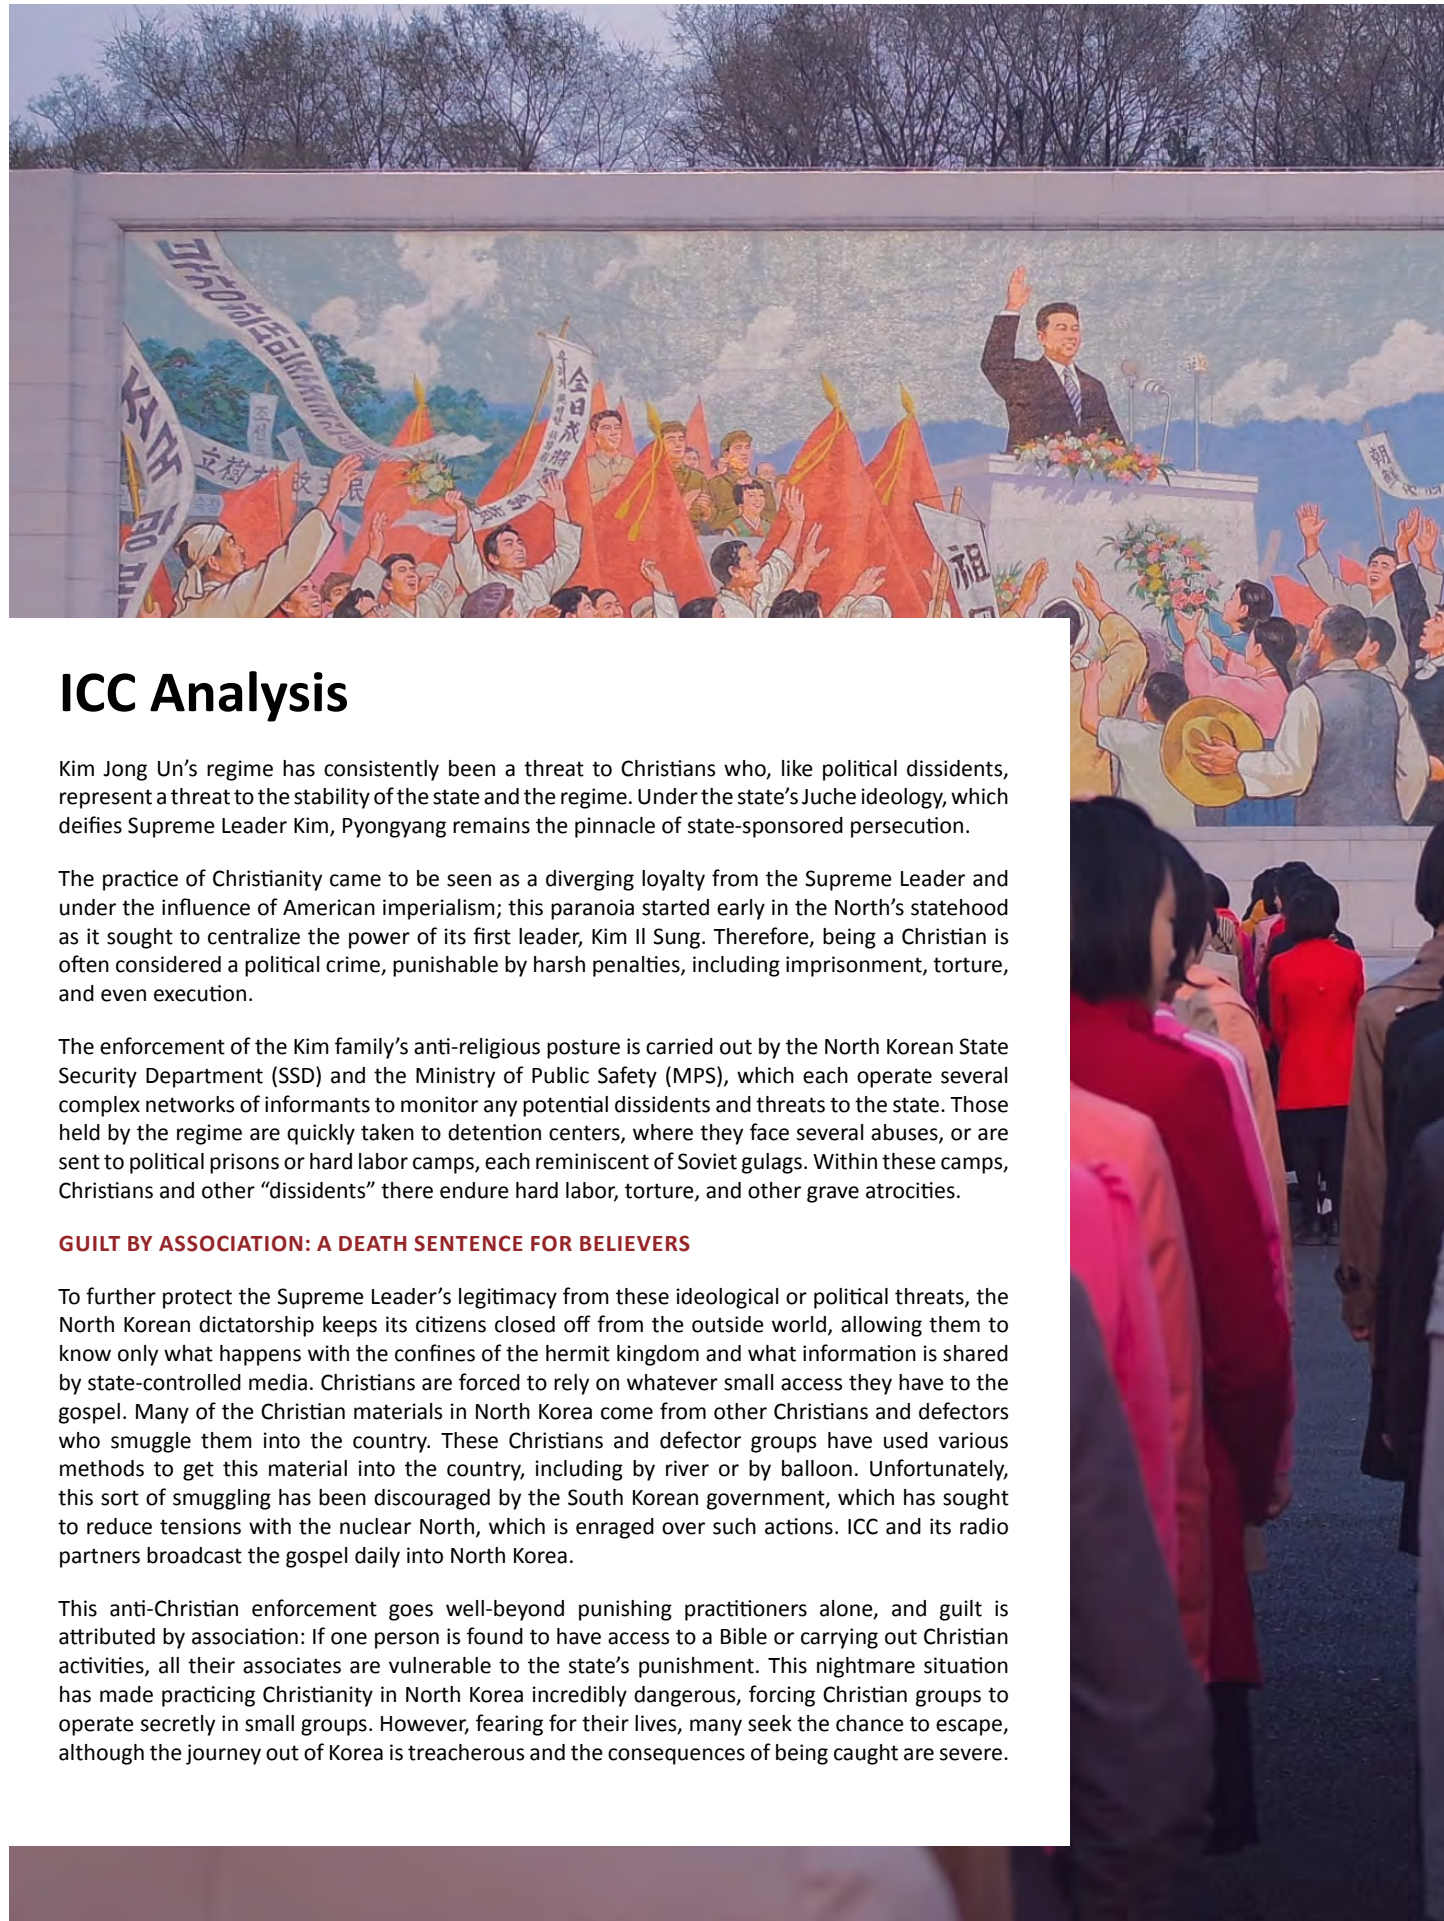 金日成將軍萬歲
朝鮮
祖國
ICC Analysis
Kim Jong Un’s regime has consistently been a threat to Christians who, like political dissidents,
represent a threat to the stability of the state and the regime. Under the state’s Juche ideology, which
deifies Supreme Leader Kim, Pyongyang remains the pinnacle of state-sponsored persecution.
The practice of Christianity came to be seen as a diverging loyalty from the Supreme Leader and
under the influence of American imperialism; this paranoia started early in the North’s statehood
as it sought to centralize the power of its first leader, Kim Il Sung. Therefore, being a Christian is
often considered a political crime, punishable by harsh penalties, including imprisonment, torture,
and even execution.
The enforcement of the Kim family’s anti-religious posture is carried out by the North Korean State
Security Department (SSD) and the Ministry of Public Safety (MPS), which each operate several
complex networks of informants to monitor any potential dissidents and threats to the state. Those
held by the regime are quickly taken to detention centers, where they face several abuses, or are
sent to political prisons or hard labor camps, each reminiscent of Soviet gulags. Within these camps,
Christians and other “dissidents” there endure hard labor, torture, and other grave atrocities.
GUILT BY ASSOCIATION: A DEATH SENTENCE FOR BELIEVERS
To further protect the Supreme Leader’s legitimacy from these ideological or political threats, the
North Korean dictatorship keeps its citizens closed off from the outside world, allowing them to
know only what happens with the confines of the hermit kingdom and what information is shared
by state-controlled media. Christians are forced to rely on whatever small access they have to the
gospel. Many of the Christian materials in North Korea come from other Christians and defectors
who smuggle them into the country. These Christians and defector groups have used various
methods to get this material into the country, including by river or by balloon. Unfortunately,
this sort of smuggling has been discouraged by the South Korean government, which has sought
to reduce tensions with the nuclear North, which is enraged over such actions. ICC and its radio
partners broadcast the gospel daily into North Korea.
This anti-Christian enforcement goes well-beyond punishing practitioners alone, and guilt is
attributed by association: If one person is found to have access to a Bible or carrying out Christian
activities, all their associates are vulnerable to the state’s punishment. This nightmare situation
has made practicing Christianity in North Korea incredibly dangerous, forcing Christian groups to
operate secretly in small groups. However, fearing for their lives, many seek the chance to escape,
although the journey out of Korea is treacherous and the consequences of being caught are severe.